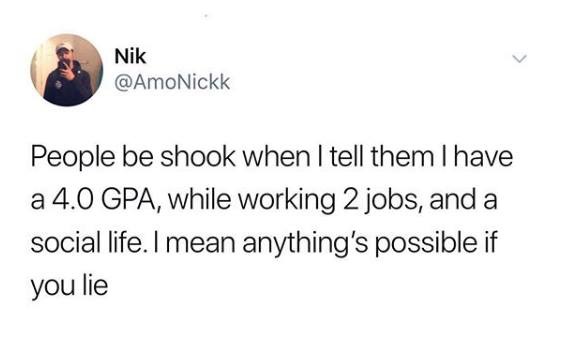 Nik
@AmoNickk
People be shook when I tell them I have
a 4.0 GPA, while working 2 jobs, and a
social life. I mean anything's possible if
you lie